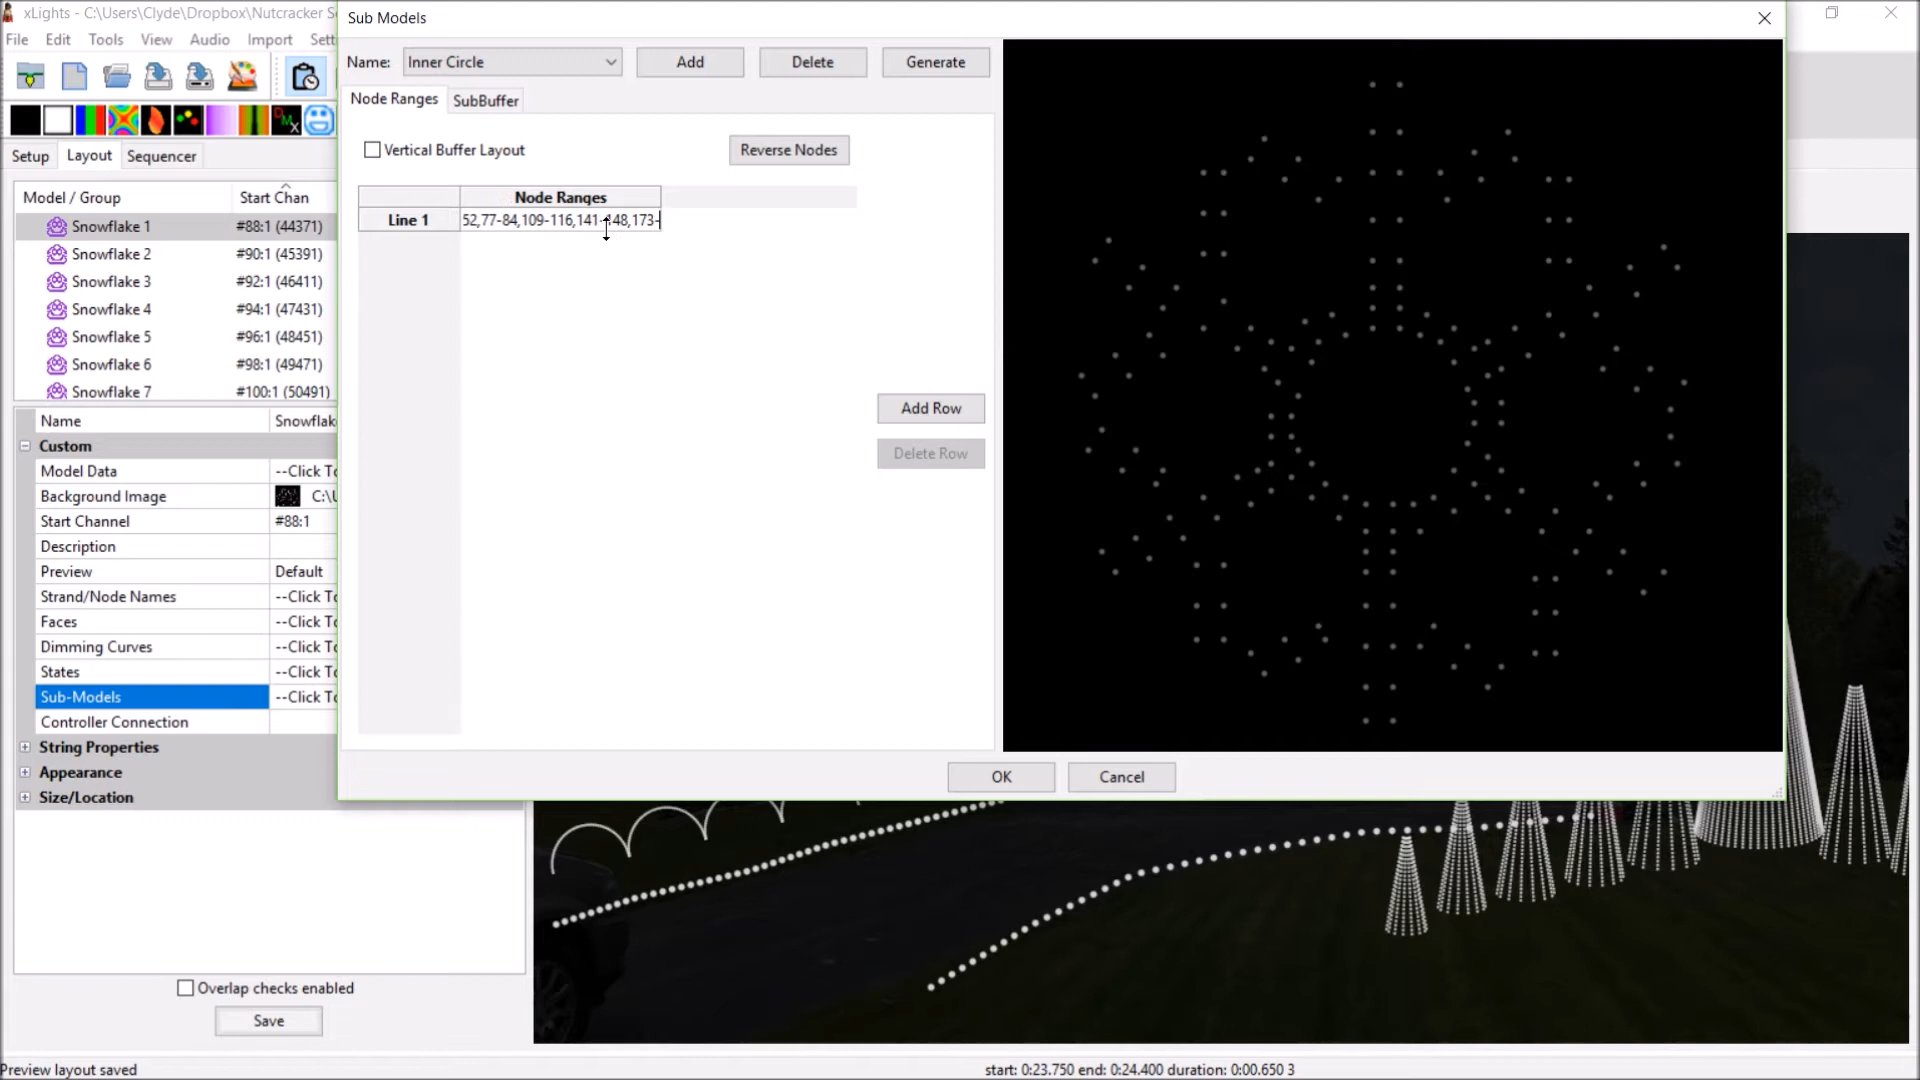 xLights - C:\Users\Clyde\Dropbox\Nutcracker S
Sub Models
File Edit Tools View Audio Import
Name: Inner Circle Add Delete Generate
Node Ranges SubBuffer
Vertical Buffer Layout Reverse Nodes
Setup Layout Sequencer
Node Ranges
Line 1 52,77-84,109-116,141-148,173-
Model / Group Start Chan
Snowflake 1 #88:1 (44371)
Snowflake 2 #90:1 (45391)
Snowflake 3 #92:1 (46411)
Snowflake 4 #94:1 (47431)
Snowflake 5 #96:1 (48451)
Snowflake 6 #98:1 (49471)
Snowflake 7 #100:1 (50491)
Add Row
Delete Row
Name Snowflak
Custom
Model Data --Click T
Background Image C:\U
Start Channel #88:1
Description
Preview Default
Strand/Node Names --Click T
Faces --Click T
Dimming Curves --Click T
States --Click T
Sub-Models --Click T
Controller Connection
String Properties
Appearance
Size/Location
OK Cancel
Overlap checks enabled
Save
Preview layout saved start: 0:23.750 end: 0:24.400 duration: 0:00.650 3